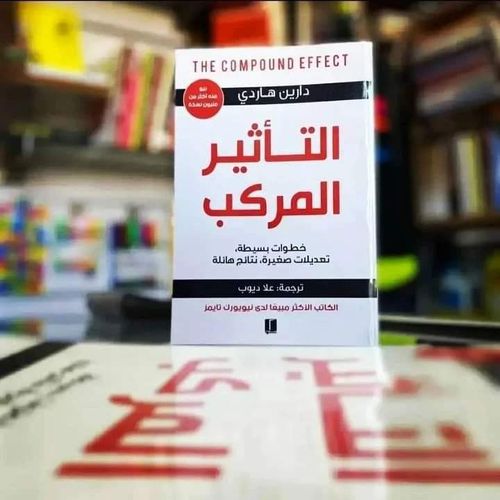 THE COMPOUND EFFECT
دارين هاردي
بيع
منه أكثر من
مليون نسخة
التأثير
المركب
خطوات بسيطة،
تعديلات صغيرة، نتائج هائلة
ترجمة: علا ديوب
الكاتب الأكثر مبيعًا لدى نيويورك تايمز